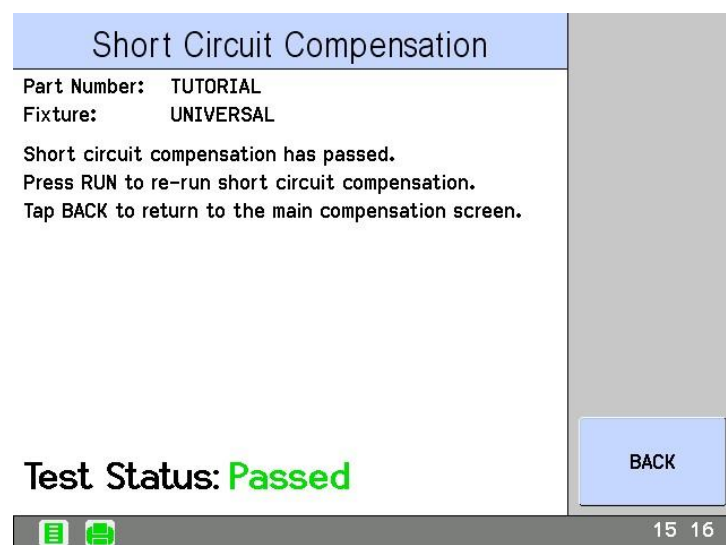 Short Circuit Compensation
Part Number: TUTORIAL
Fixture: UNIVERSAL
Short circuit compensation has passed.
Press RUN to re-run short circuit compensation.
Tap BACK to return to the main compensation screen.
Test Status: Passed
BACK
15 16